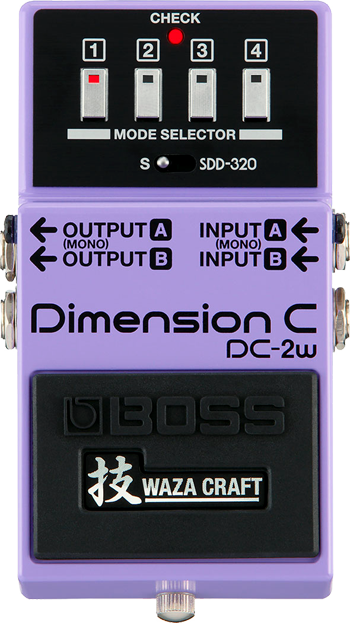 CHECK
1 2 3 4
MODE SELECTOR
S SDD-320
OUTPUT A INPUT A
(MONO) (MONO)
OUTPUT B INPUT B
Dimension C
DC-2w
BOSS
技 WAZA CRAFT